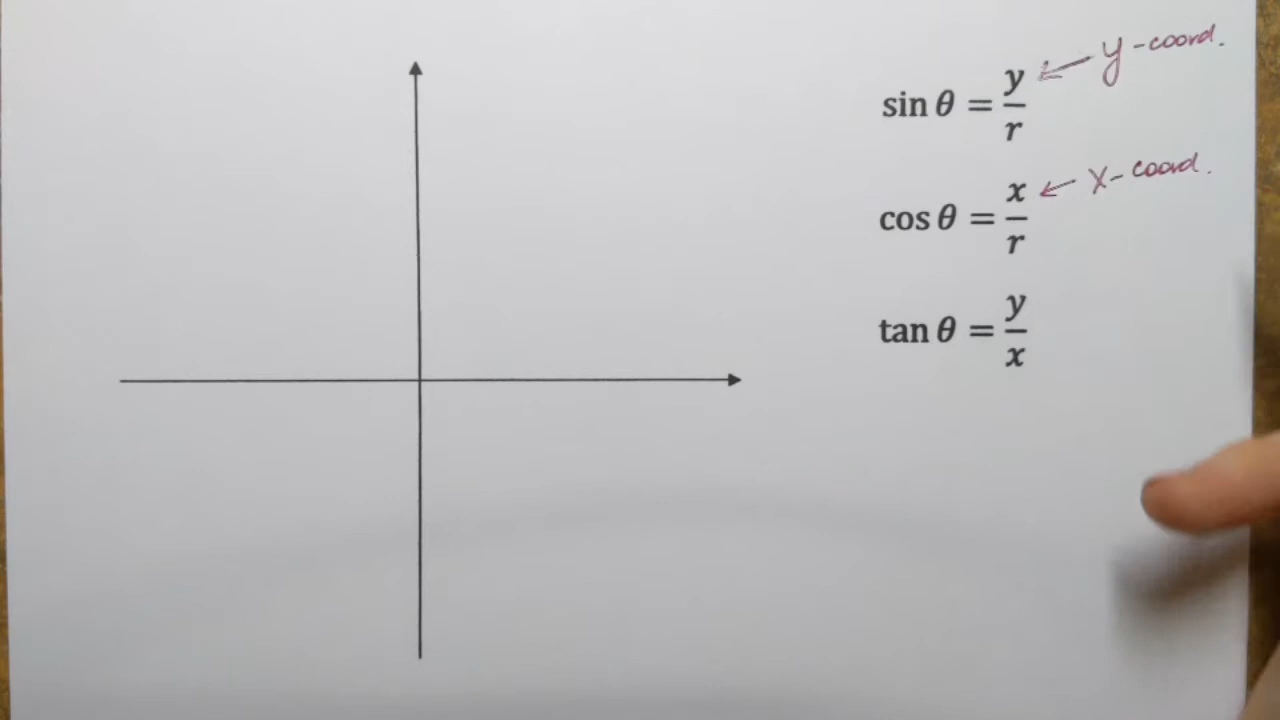 sin θ = y/r ← y-coord.
cos θ = x/r ← x-coord.
tan θ = y/x